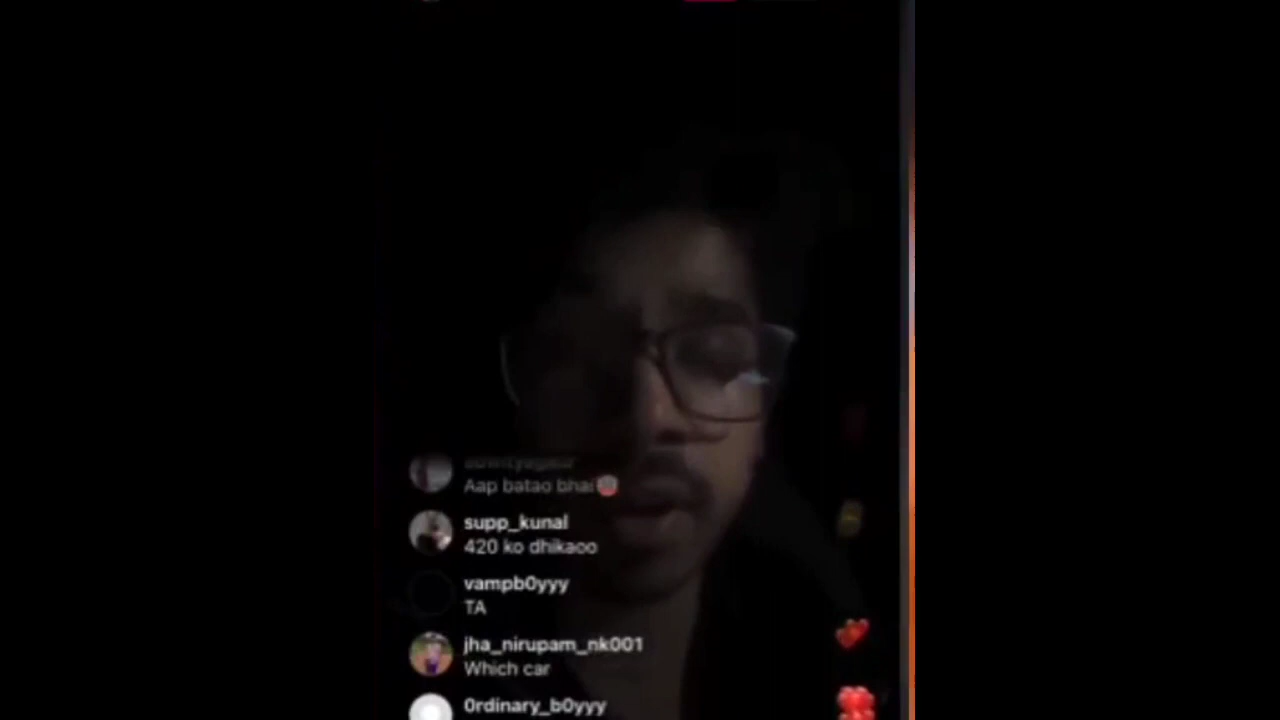 Aap batao bhai
supp_kunal
420 ko dhikaoo
vampb0yyy
TA
jha_nirupam_nk001
Which car
0rdinary_b0yyy